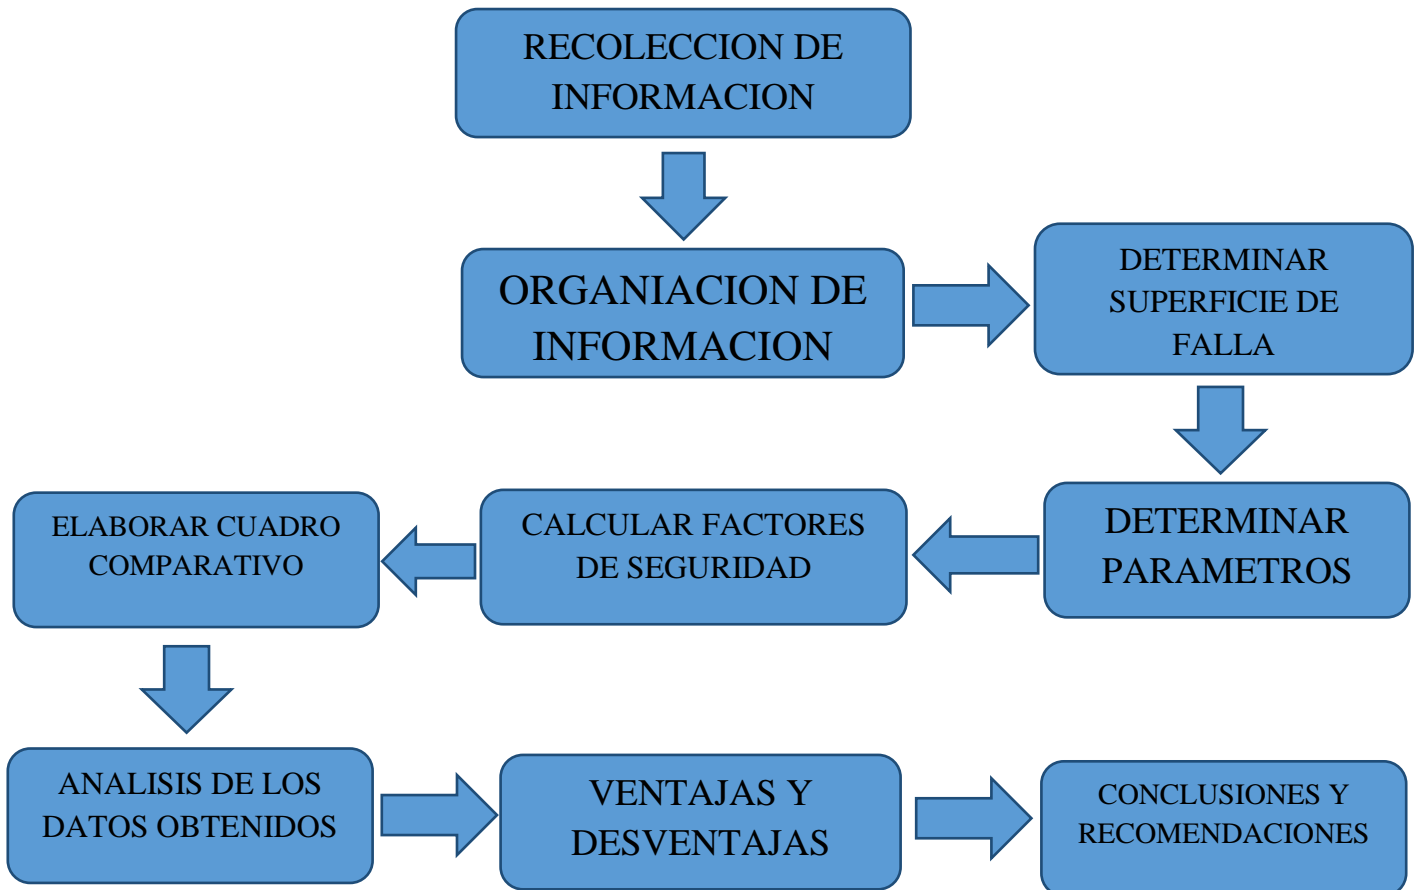 RECOLECCION DE
INFORMACION
ORGANIACION DE
INFORMACION
DETERMINAR
SUPERFICIE DE
FALLA
DETERMINAR
PARAMETROS
CALCULAR FACTORES
DE SEGURIDAD
ELABORAR CUADRO
COMPARATIVO
ANALISIS DE LOS
DATOS OBTENIDOS
VENTAJAS Y
DESVENTAJAS
CONCLUSIONES Y
RECOMENDACIONES